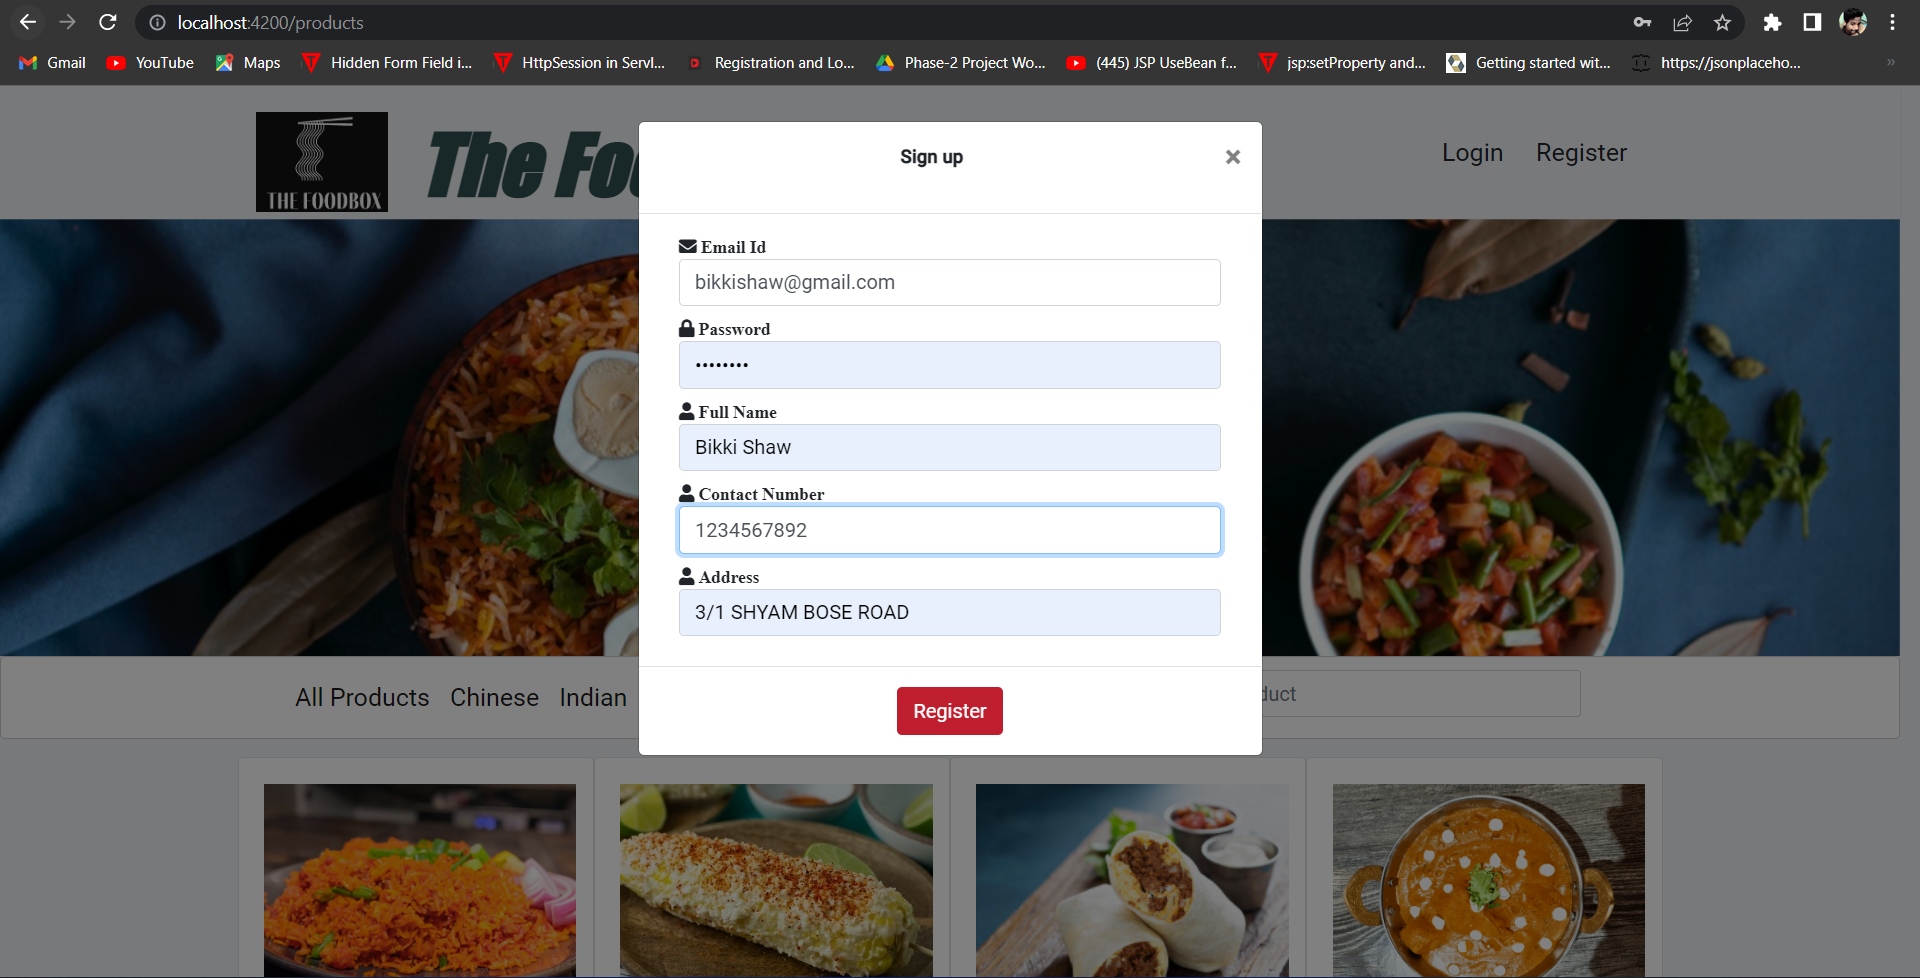 localhost:4200/products
Gmail YouTube Maps Hidden Form Field i... HttpSession in Servl... Registration and Lo... Phase-2 Project Wo... (445) JSP UseBean f... jsp:setProperty and... Getting started wit... https://jsonplaceho... »
THE FOODBOX
The Foo
Login Register
Sign up ×
Email Id
bikkishaw@gmail.com
Password
••••••••
Full Name
Bikki Shaw
Contact Number
1234567892
Address
3/1 SHYAM BOSE ROAD
Register
All Products Chinese Indian
duct